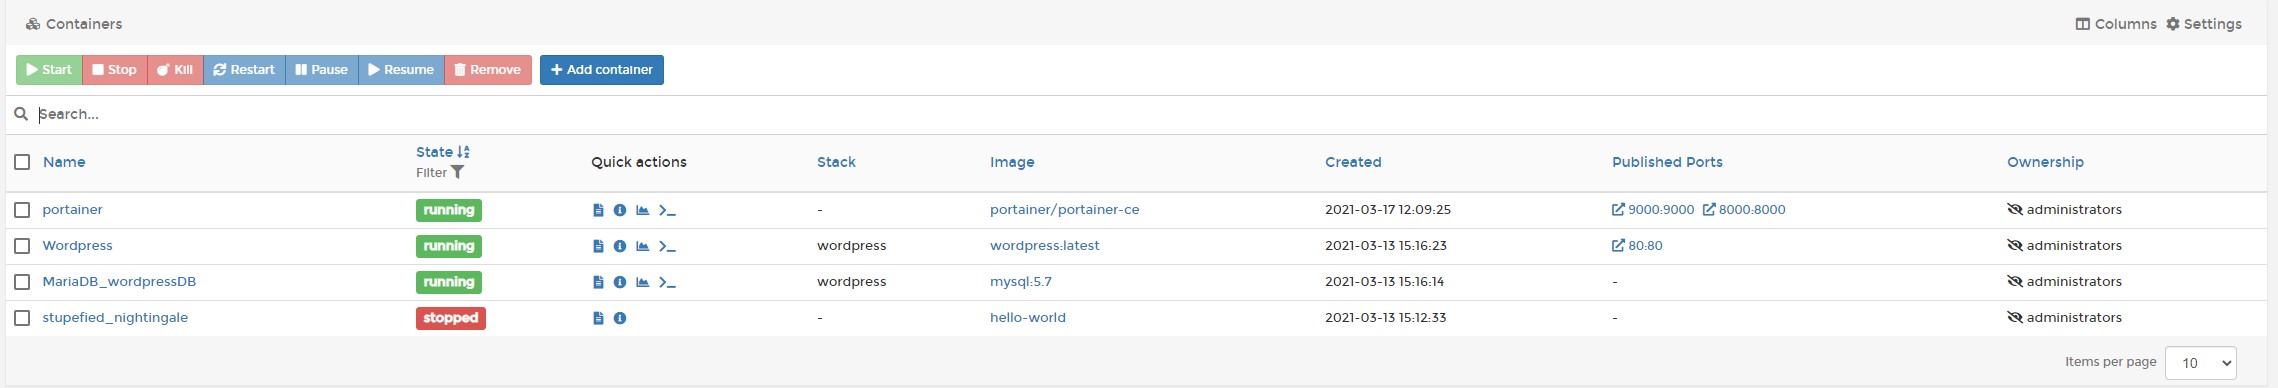 Containers Columns Settings
Start Stop Kill Restart Pause Resume Remove Add container
Search...
Name State Filter Quick actions Stack Image Created Published Ports Ownership
portainer running - portainer/portainer-ce 2021-03-17 12:09:25 9000:9000 8000:8000 administrators
Wordpress running wordpress wordpress:latest 2021-03-13 15:16:23 80:80 administrators
MariaDB_wordpressDB running wordpress mysql:5.7 2021-03-13 15:16:14 - administrators
stupefied_nightingale stopped - hello-world 2021-03-13 15:12:33 - administrators
Items per page 10